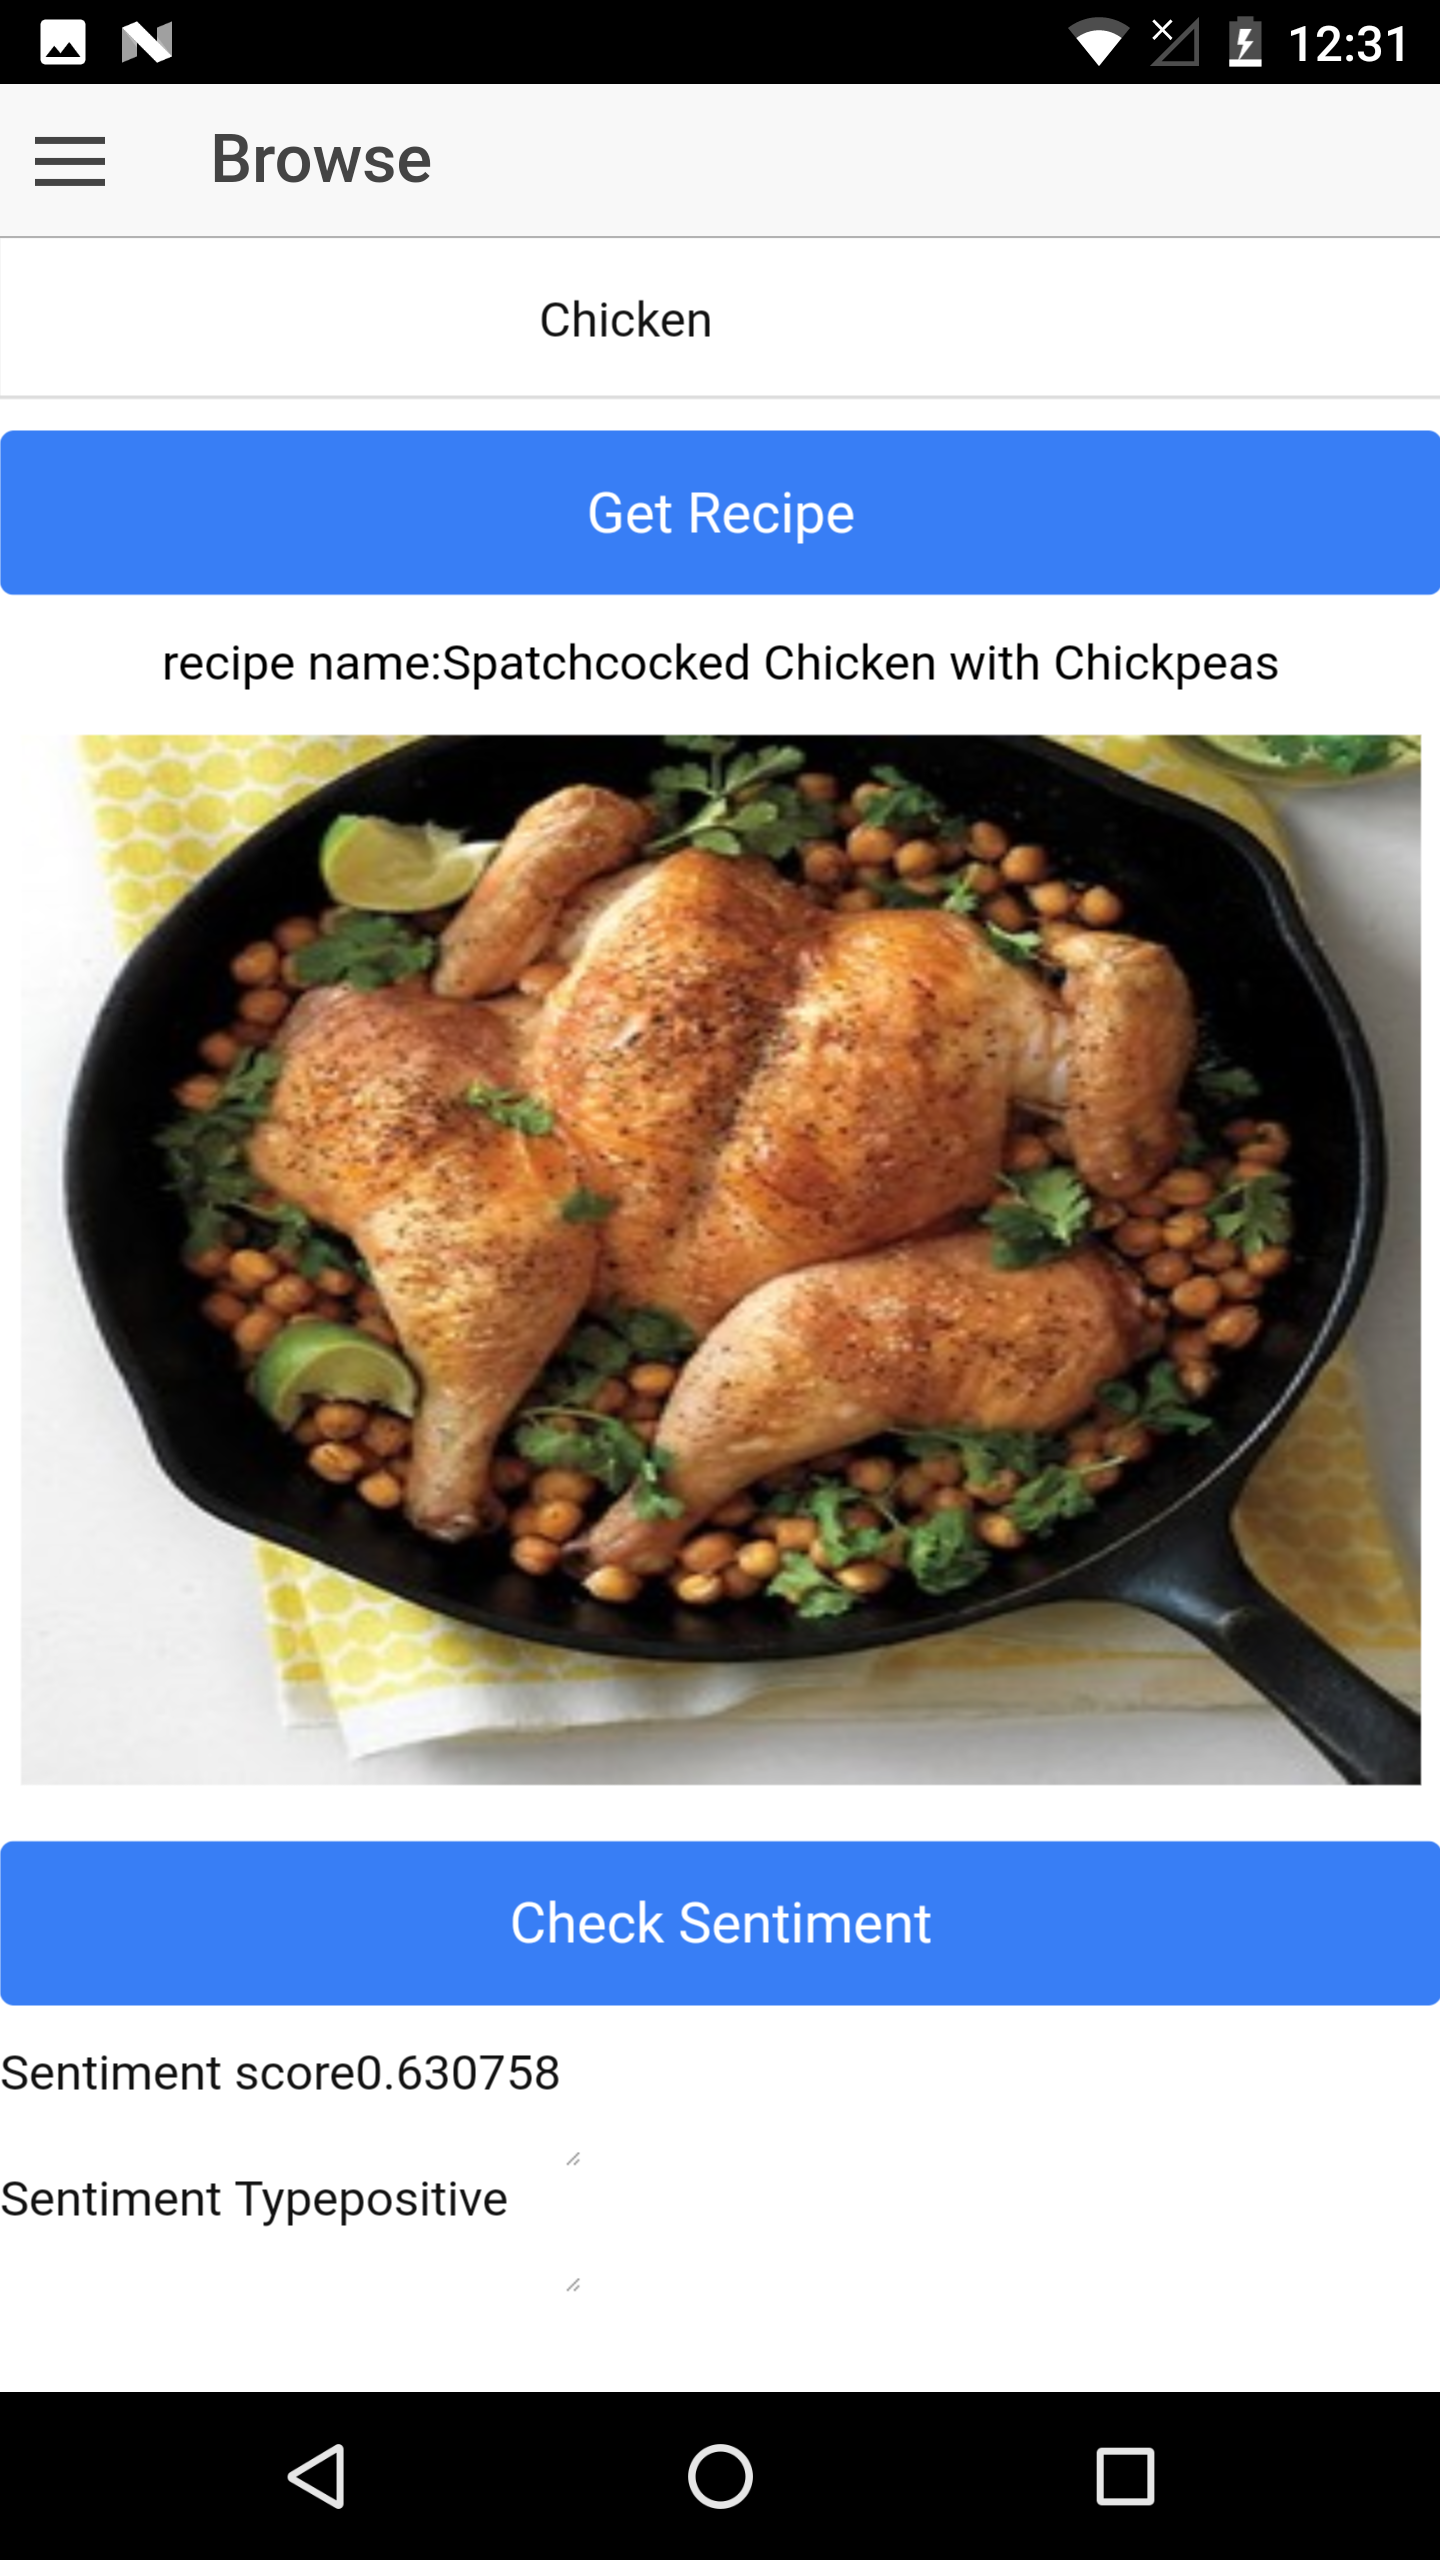 12:31
Browse
Chicken
Get Recipe
recipe name:Spatchcocked Chicken with Chickpeas
Check Sentiment
Sentiment score0.630758
Sentiment Typepositive